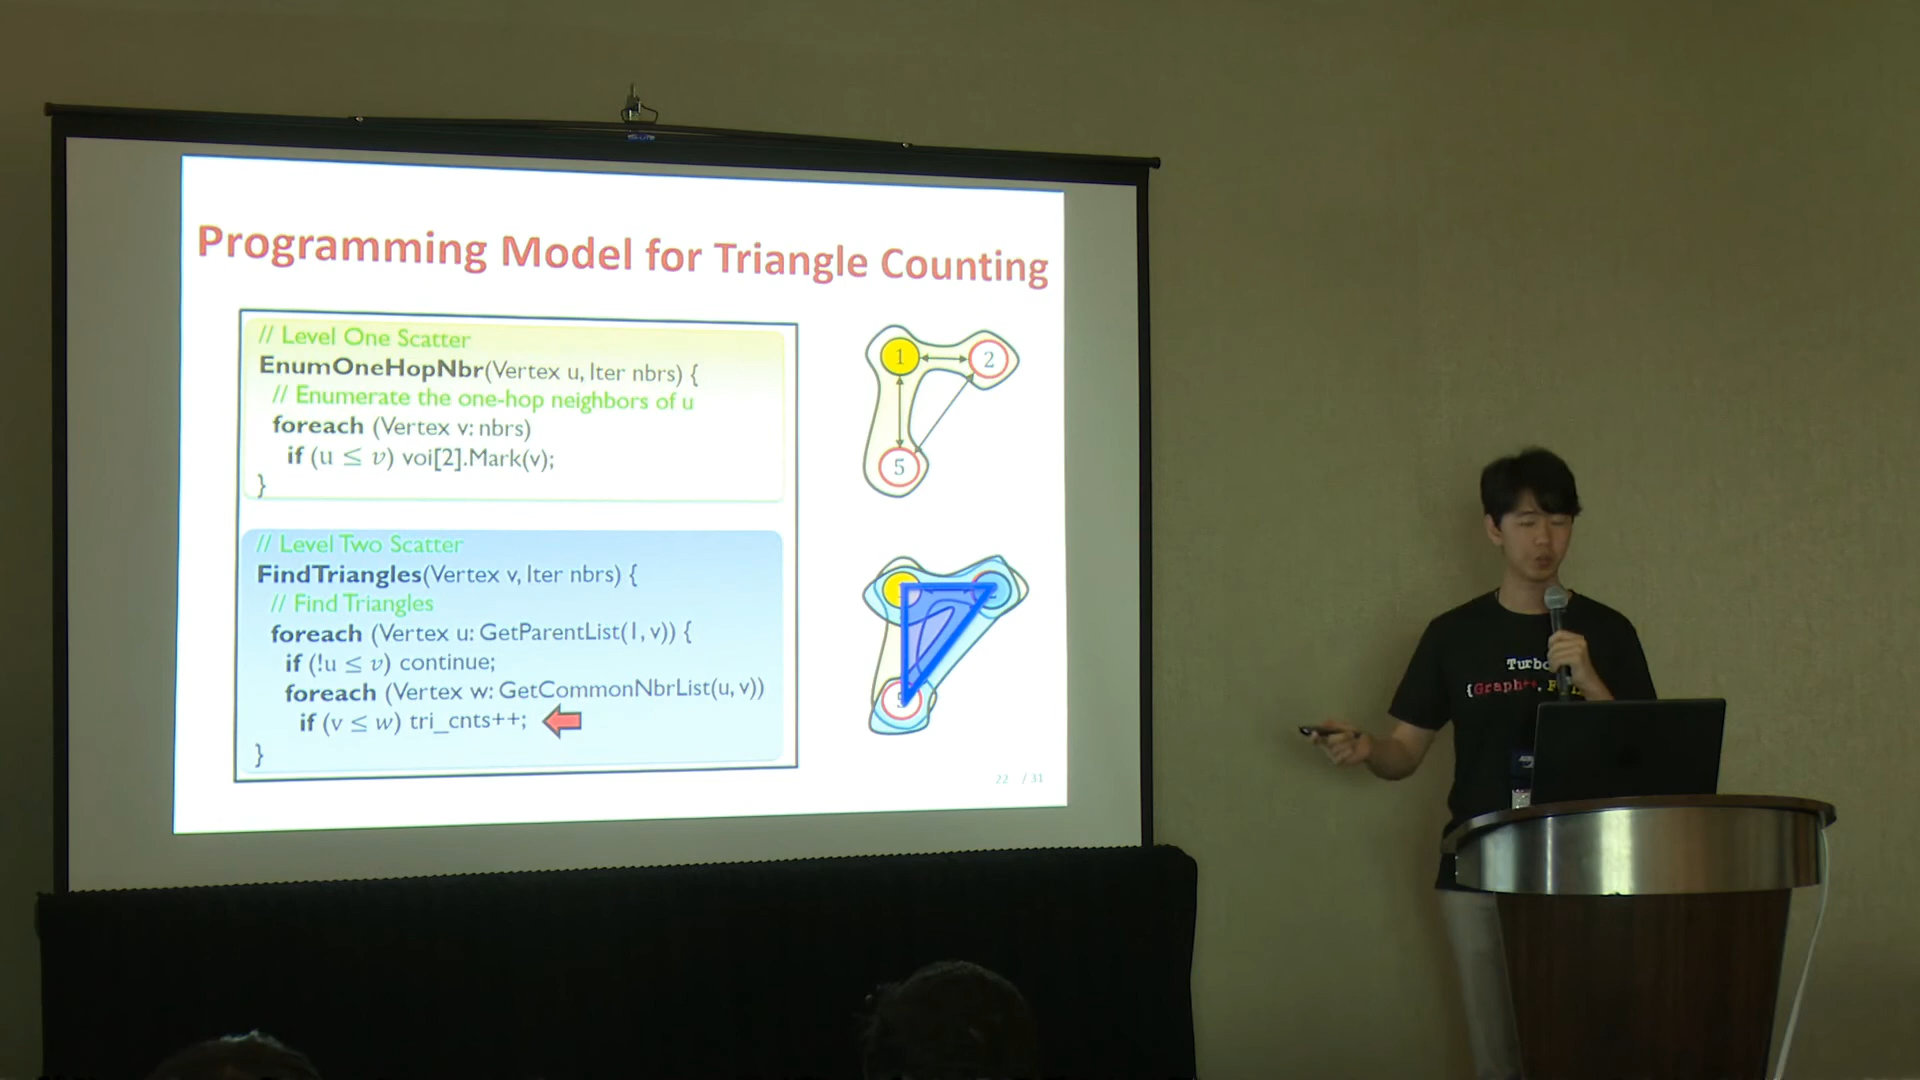 Programming Model for Triangle Counting
// Level One Scatter
EnumOneHopNbr(Vertex u, Iter nbrs) {
// Enumerate the one-hop neighbors of u
foreach (Vertex v: nbrs)
if (u ≤ v) voi[2].Mark(v);
}
// Level Two Scatter
FindTriangles(Vertex v, Iter nbrs) {
// Find Triangles
foreach (Vertex u: GetParentList(1, v)) {
if (!u ≤ v) continue;
foreach (Vertex w: GetCommonNbrList(u, v))
if (v ≤ w) tri_cnts++;
}
1
2
5
22 / 31
{Graph++,